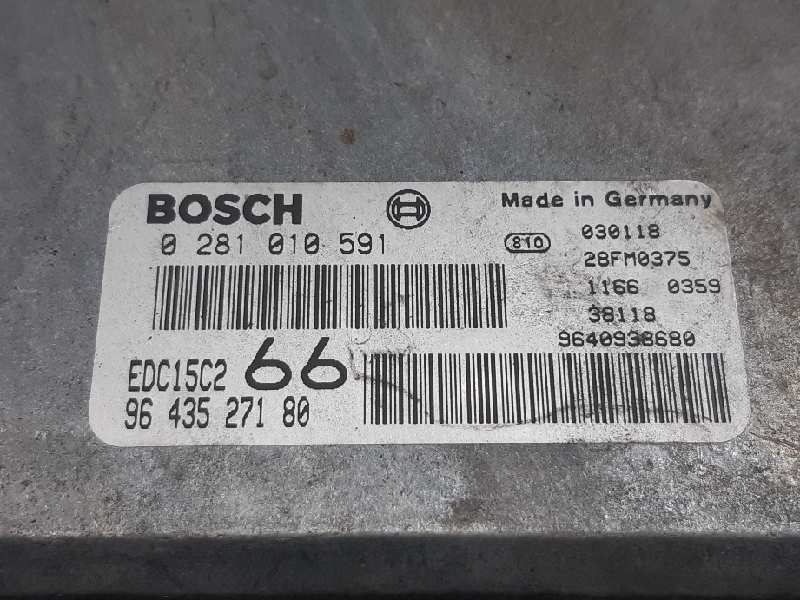 BOSCH
Made in Germany
0 281 010 591
810
030118
28FM0375
1166 0359
38118
9640938680
EDC15C2 66
96 435 271 80